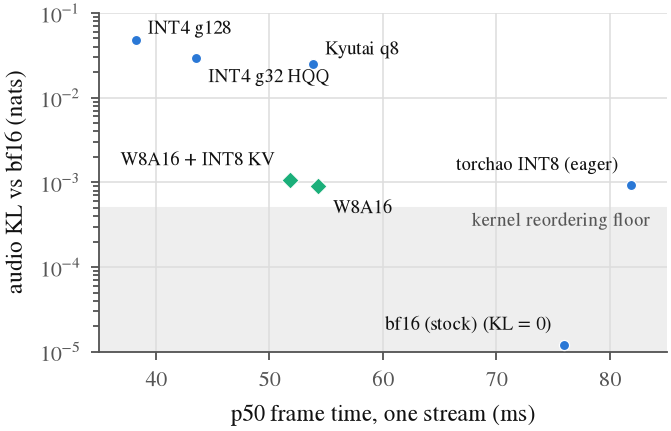 10⁻¹
INT4 g128
Kyutai q8
INT4 g32 HQQ
10⁻²
W8A16 + INT8 KV
torchao INT8 (eager)
10⁻³
W8A16
kernel reordering floor
10⁻⁴
bf16 (stock) (KL = 0)
10⁻⁵
audio KL vs bf16 (nats)
40 50 60 70 80
p50 frame time, one stream (ms)